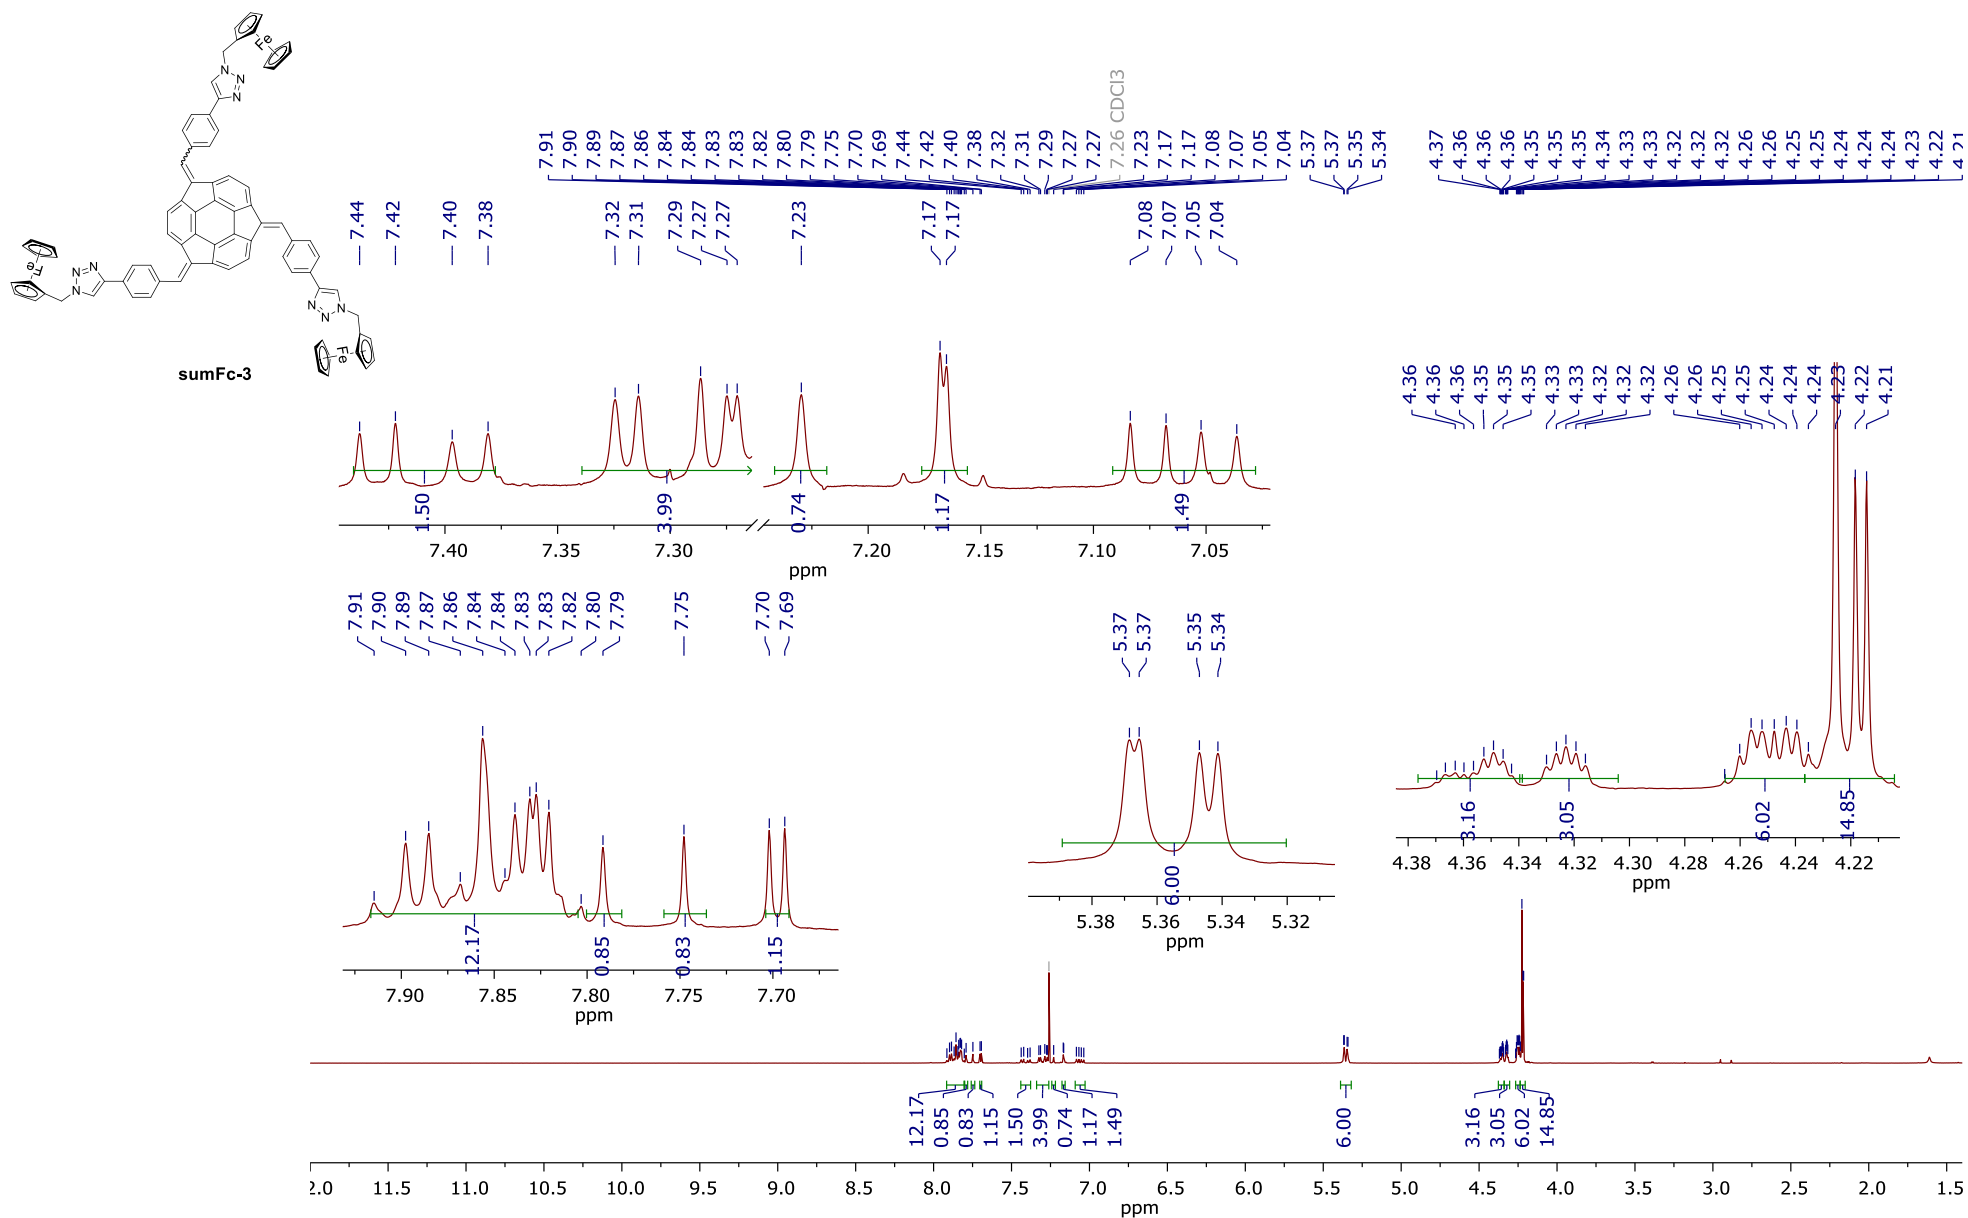 Fe
N
N
N
7.91 7.90 7.89 7.87 7.86 7.84 7.84 7.83 7.83 7.82 7.80 7.79 7.75 7.70 7.69 7.44 7.42 7.40 7.38 7.32 7.31 7.29 7.27 7.27 7.26 CDCl3 7.23 7.17 7.17 7.08 7.07 7.05 7.04 5.37 5.37 5.35 5.34
4.37 4.36 4.36 4.36 4.35 4.35 4.35 4.34 4.33 4.33 4.32 4.32 4.32 4.26 4.26 4.25 4.25 4.24 4.24 4.24 4.23 4.22 4.21
Fe
N
N
N
N
N
N
Fe
sumFc-3
7.44 7.42 7.40 7.38 7.32 7.31 7.29 7.27 7.27 7.23 7.17 7.17 7.08 7.07 7.05 7.04
1.50 3.99 0.74 1.17 1.49
7.40 7.35 7.30 7.20 7.15 7.10 7.05
ppm
4.36 4.36 4.36 4.35 4.35 4.35 4.33 4.33 4.32 4.32 4.32 4.26 4.26 4.25 4.25 4.24 4.24 4.24 4.23 4.22 4.21
3.16 3.05 6.02 14.85
4.38 4.36 4.34 4.32 4.30 4.28 4.26 4.24 4.22
ppm
7.91 7.90 7.89 7.87 7.86 7.84 7.84 7.83 7.83 7.82 7.80 7.79 7.75 7.70 7.69
12.17 0.85 0.83 1.15
7.90 7.85 7.80 7.75 7.70
ppm
5.37 5.37 5.35 5.34
6.00
5.38 5.36 5.34 5.32
ppm
12.17 0.85 0.83 1.15 1.50 3.99 0.74 1.17 1.49 6.00 3.16 3.05 6.02 14.85
2.0 11.5 11.0 10.5 10.0 9.5 9.0 8.5 8.0 7.5 7.0 6.5 6.0 5.5 5.0 4.5 4.0 3.5 3.0 2.5 2.0 1.5
ppm